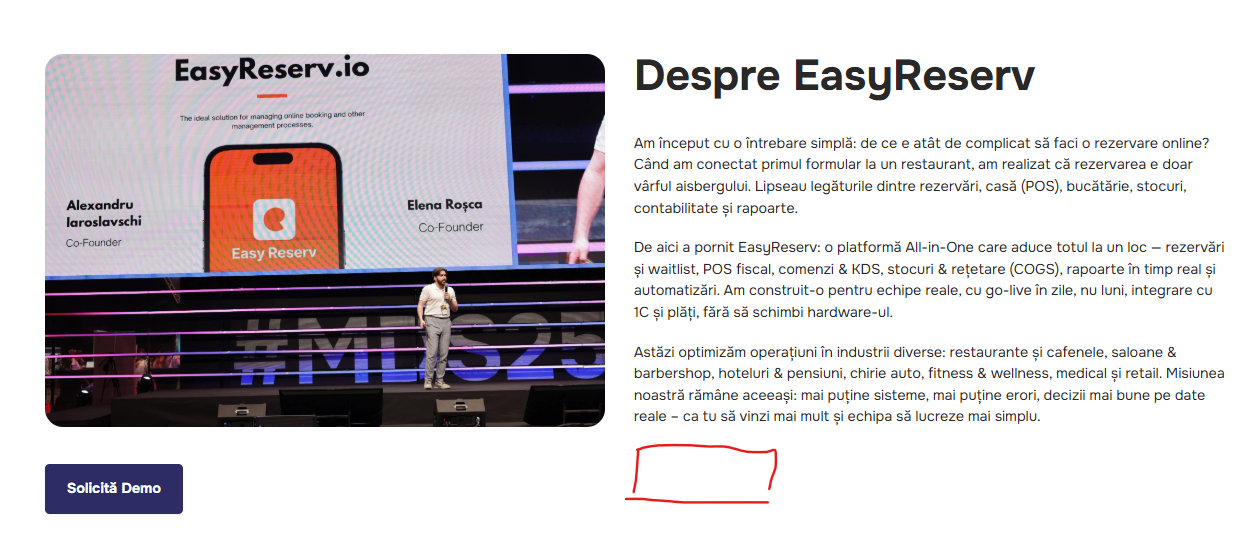 EasyReserv.io
The ideal solution for managing online booking and other
management processes.
Alexandru
Iaroslavschi
Co-Founder
Elena Roșca
Co-Founder
Easy Reserv
#MDS25
Solicită Demo
Despre EasyReserv
Am început cu o întrebare simplă: de ce e atât de complicat să faci o rezervare online?
Când am conectat primul formular la un restaurant, am realizat că rezervarea e doar
vârful aisbergului. Lipseau legăturile dintre rezervări, casă (POS), bucătărie, stocuri,
contabilitate și rapoarte.
De aici a pornit EasyReserv: o platformă All-in-One care aduce totul la un loc — rezervări
și waitlist, POS fiscal, comenzi & KDS, stocuri & rețetare (COGS), rapoarte în timp real și
automatizări. Am construit-o pentru echipe reale, cu go-live în zile, nu luni, integrare cu
1C și plăți, fără să schimbi hardware-ul.
Astăzi optimizăm operațiuni în industrii diverse: restaurante și cafenele, saloane &
barbershop, hoteluri & pensiuni, chirie auto, fitness & wellness, medical și retail. Misiunea
noastră rămâne aceeași: mai puține sisteme, mai puține erori, decizii mai bune pe date
reale – ca tu să vinzi mai mult și echipa să lucreze mai simplu.